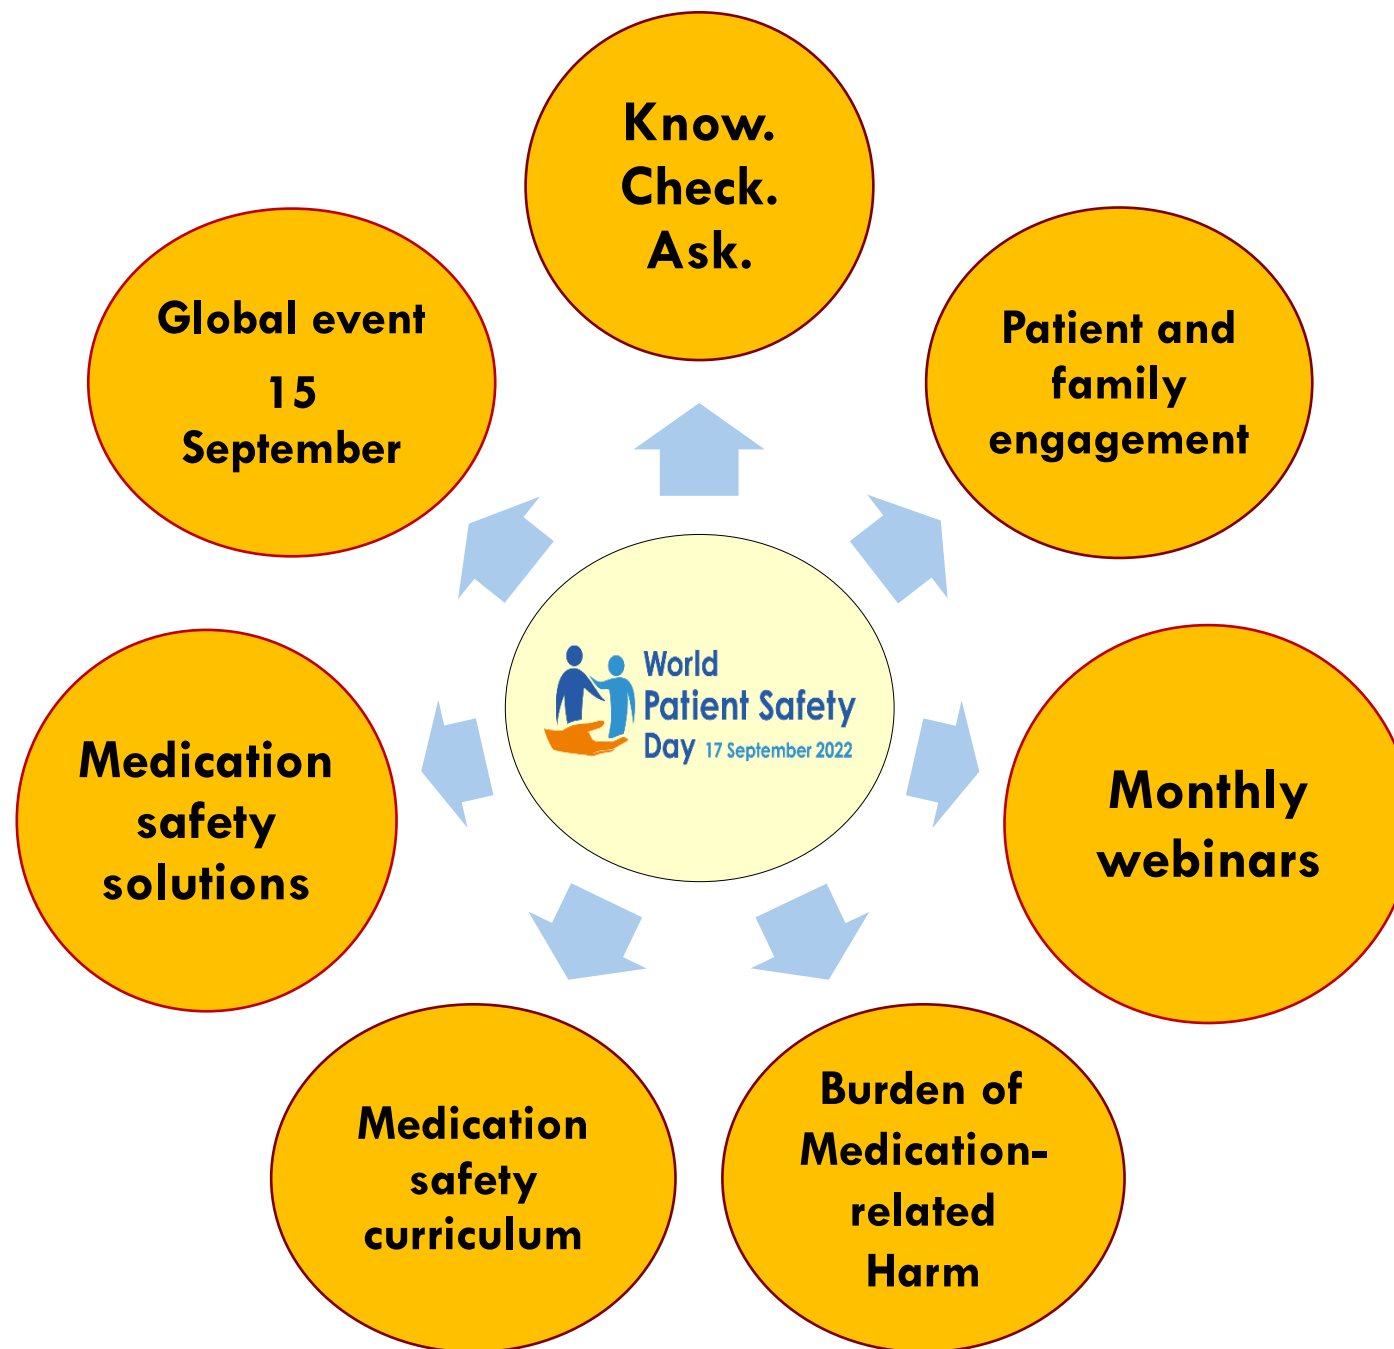 Know.
Check.
Ask.
Patient and
family
engagement
Monthly
webinars
Burden of
Medication-
related
Harm
Medication
safety
curriculum
Medication
safety
solutions
Global event
15
September
World
Patient Safety
Day 17 September 2022